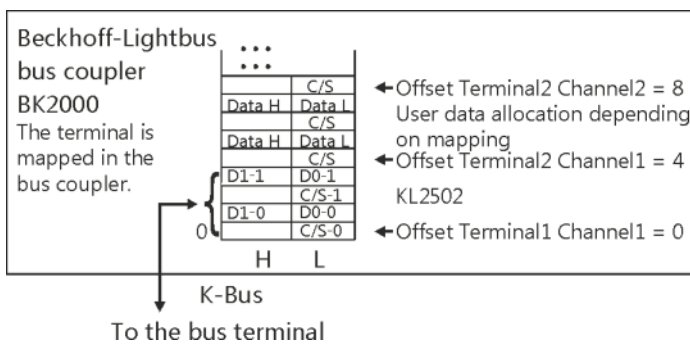 Beckhoff-Lightbus
bus coupler
BK2000
The terminal is
mapped in the
bus coupler.
•••
•••
C/S
Data H Data L
C/S
Data H Data L
C/S
D1-1 D0-1
C/S-1
D1-0 D0-0
0 C/S-0
H L
Offset Terminal2 Channel2 = 8
User data allocation depending
on mapping
Offset Terminal2 Channel1 = 4
KL2502
Offset Terminal1 Channel1 = 0
K-Bus
To the bus terminal